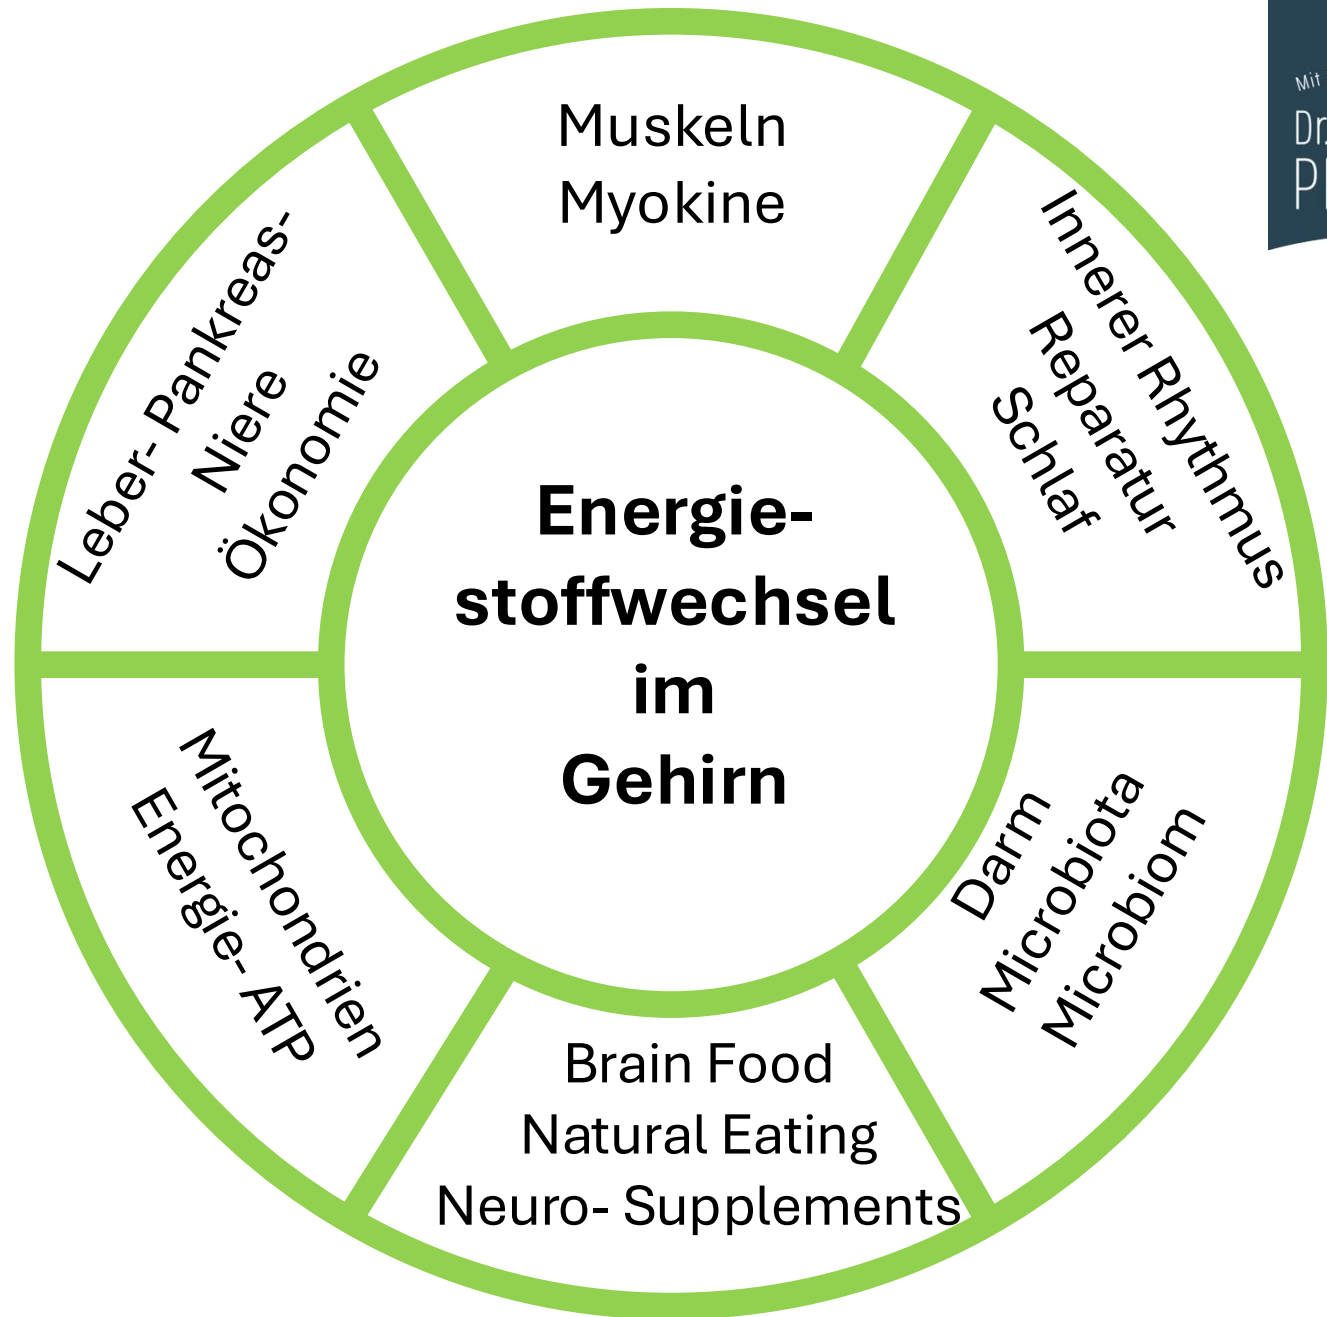 Muskeln
Myokine
Innerer Rhythmus
Reparatur
Schlaf
Darm
Microbiota
Microbiom
Brain Food
Natural Eating
Neuro- Supplements
Mitochondrien
Energie- ATP
Leber- Pankreas-
Niere
Ökonomie
Energie-
stoffwechsel
im
Gehirn
Mit
Dr.